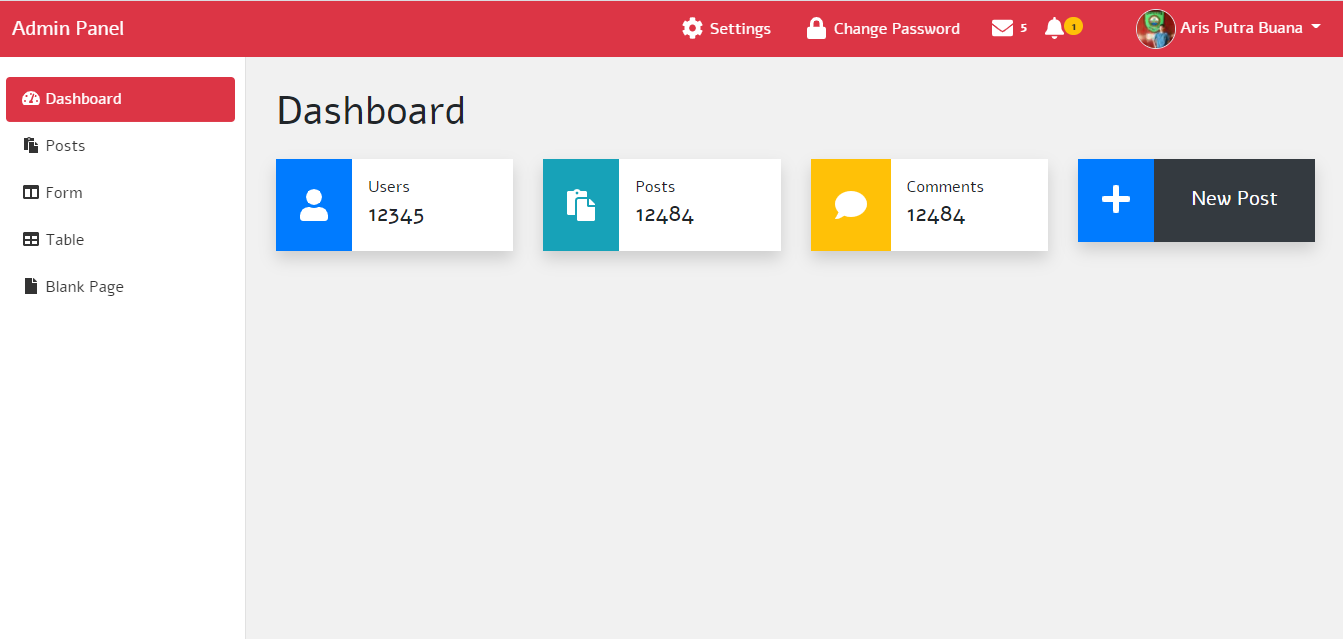 Admin Panel
Settings
Change Password
5
1
Aris Putra Buana
Dashboard
Posts
Form
Table
Blank Page
Dashboard
Users
12345
Posts
12484
Comments
12484
New Post